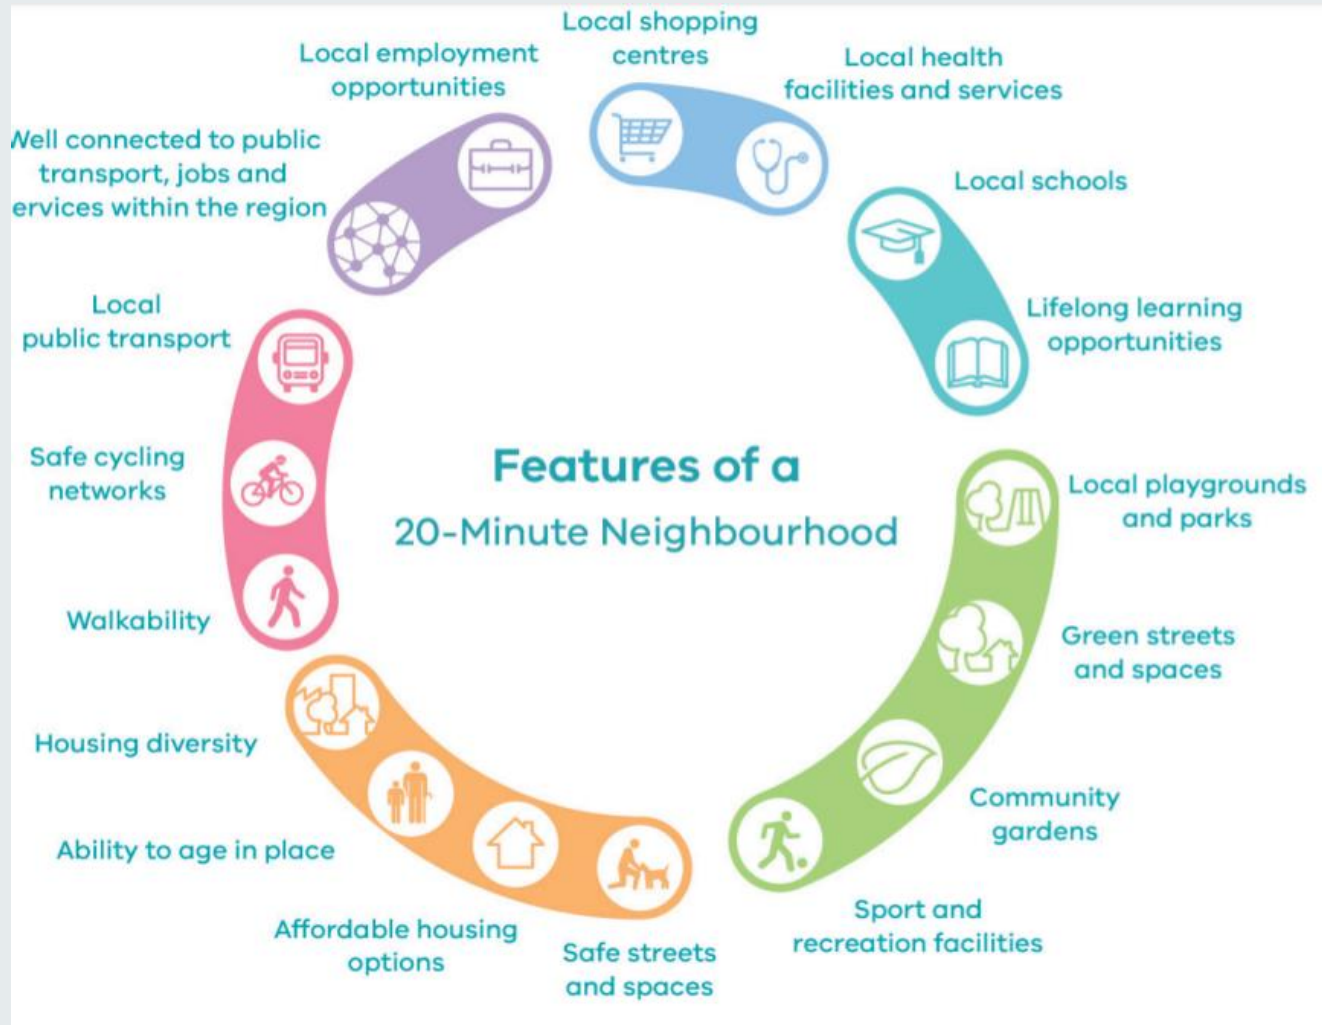 Local shopping
centres
Local health
facilities and services
Local schools
Lifelong learning
opportunities
Local playgrounds
and parks
Green streets
and spaces
Community
gardens
Sport and
recreation facilities
Safe streets
and spaces
Affordable housing
options
Ability to age in place
Housing diversity
Walkability
Safe cycling
networks
Local
public transport
Well connected to public
transport, jobs and
ervices within the region
Local employment
opportunities
Features of a
20-Minute Neighbourhood